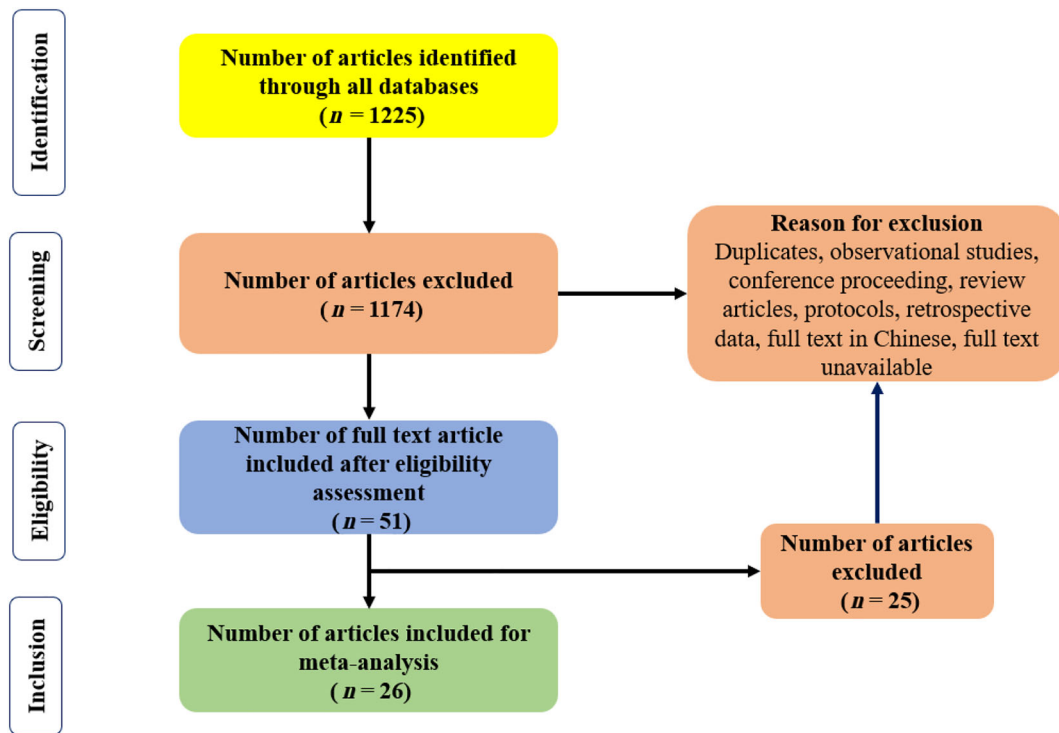 Identification
Number of articles identified
through all databases
(n = 1225)
Screening
Number of articles excluded
(n = 1174)
Reason for exclusion
Duplicates, observational studies,
conference proceeding, review
articles, protocols, retrospective
data, full text in Chinese, full text
unavailable
Eligibility
Number of full text article
included after eligibility
assessment
(n = 51)
Number of articles
excluded
(n = 25)
Inclusion
Number of articles included for
meta-analysis
(n = 26)